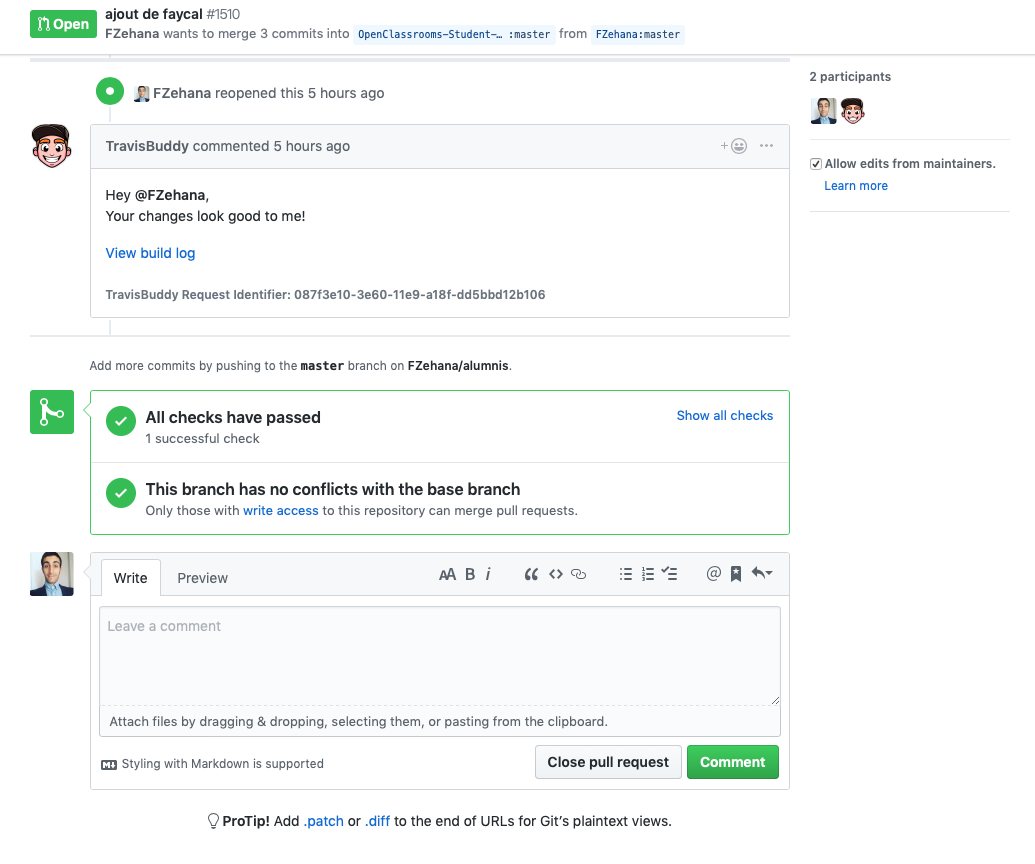 Open
ajout de faycal #1510
FZehana wants to merge 3 commits into OpenClassrooms-Student-… :master from FZehana:master
FZehana reopened this 5 hours ago
TravisBuddy commented 5 hours ago
Hey @FZehana,
Your changes look good to me!
View build log
TravisBuddy Request Identifier: 087f3e10-3e60-11e9-a18f-dd5bbd12b106
Add more commits by pushing to the master branch on FZehana/alumnis.
All checks have passed
Show all checks
1 successful check
This branch has no conflicts with the base branch
Only those with write access to this repository can merge pull requests.
Write
Preview
AA B i
Leave a comment
Attach files by dragging & dropping, selecting them, or pasting from the clipboard.
Styling with Markdown is supported
Close pull request
Comment
ProTip! Add .patch or .diff to the end of URLs for Git's plaintext views.
2 participants
Allow edits from maintainers.
Learn more